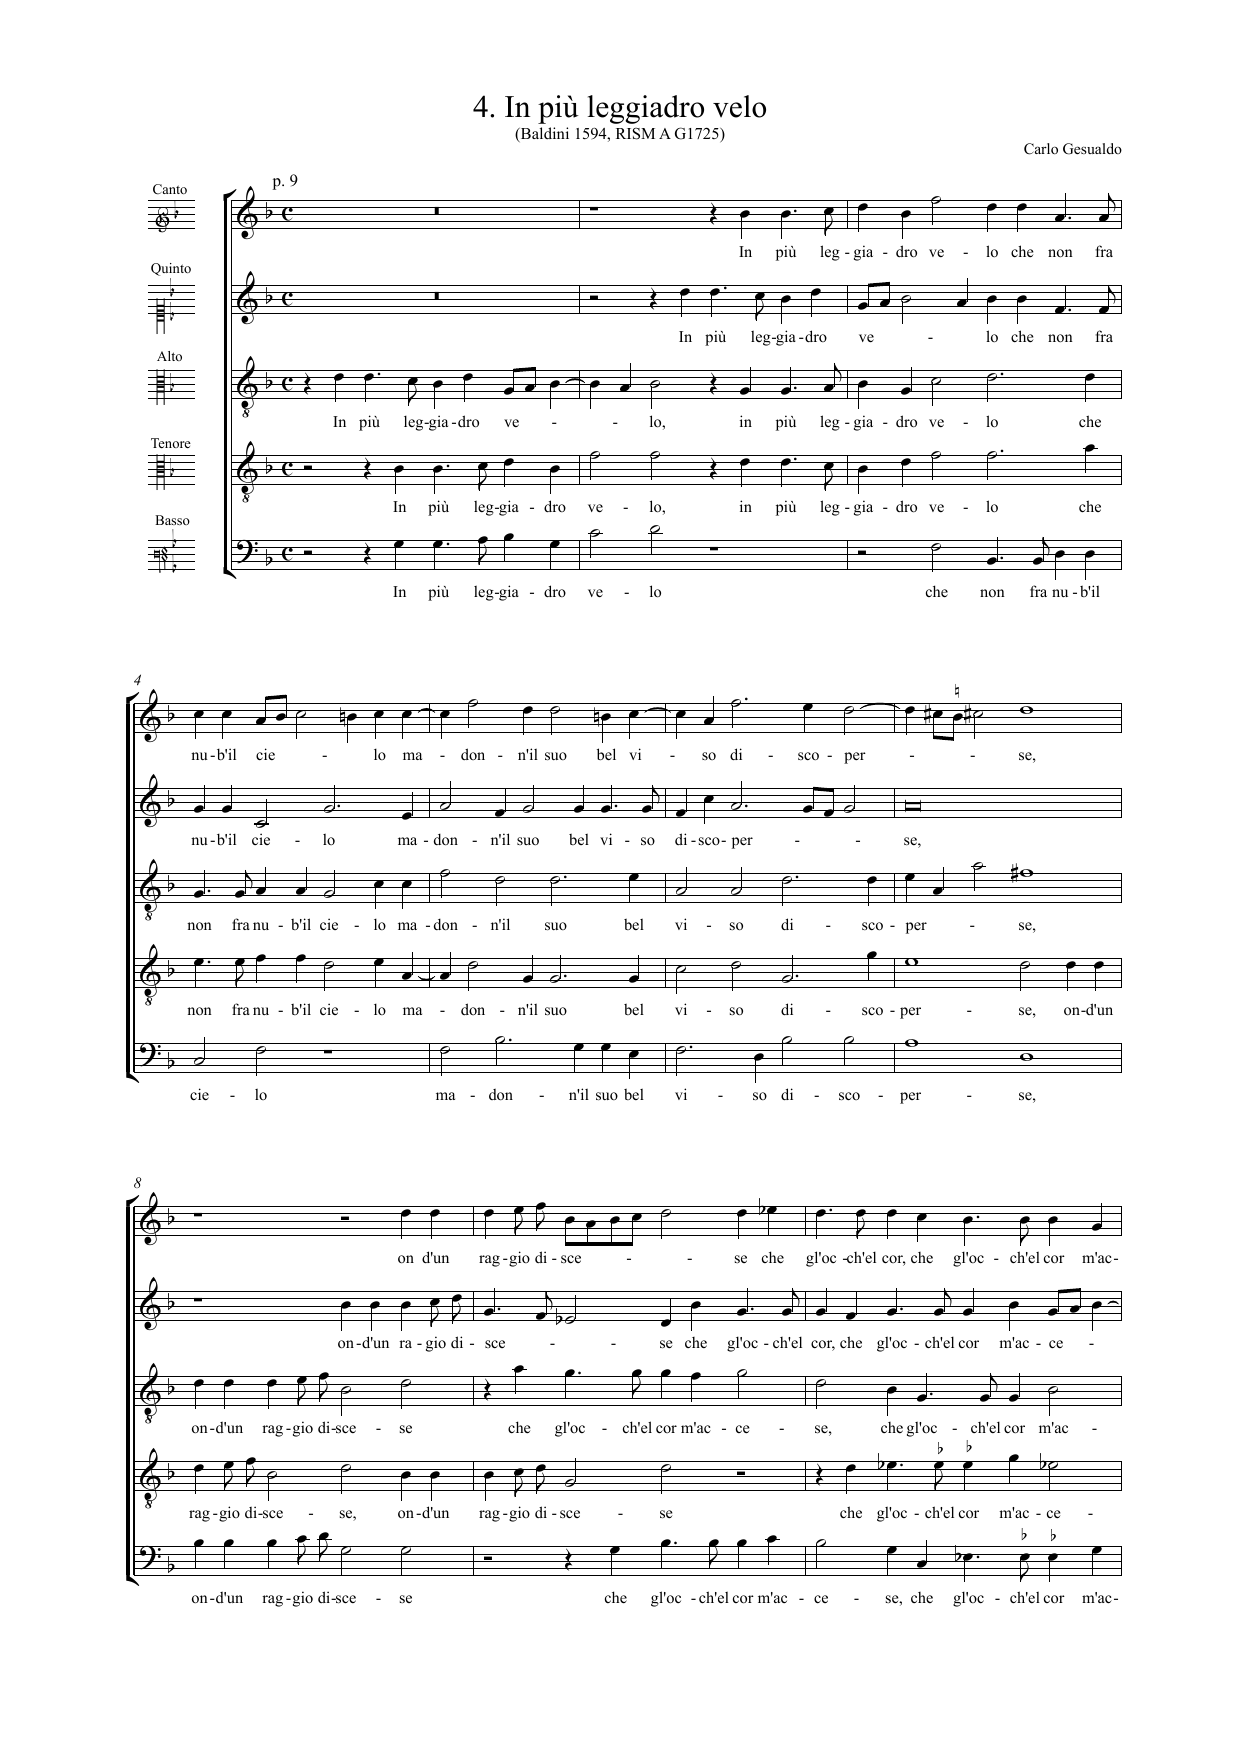 4. In più leggiadro velo
(Baldini 1594, RISM A G1725)
Carlo Gesualdo
p. 9
Canto
In più leg - gia - dro ve - lo che non fra
Quinto
In più leg - gia - dro ve - lo che non fra
Alto
In più leg - gia - dro ve - - lo, in più leg - gia - dro ve - lo che
Tenore
In più leg - gia - dro ve - lo, in più leg - gia - dro ve - lo che
Basso
In più leg - gia - dro ve - lo che non fra nu - b'il
4
nu - b'il cie - lo ma - don - n'il suo bel vi - so di - sco - per - - - se,
nu - b'il cie - lo ma - don - n'il suo bel vi - so di - sco - per - - - se,
non fra nu - b'il cie - lo ma - don - n'il suo bel vi - so di - sco - per - se,
non fra nu - b'il cie - lo ma - don - n'il suo bel vi - so di - sco - per - se, on - d'un
cie - lo ma - don - n'il suo bel vi - so di - sco - per - se,
8
on d'un rag - gio di - sce - - - se che gl'oc - ch'el cor, che gl'oc - ch'el cor m'ac -
on - d'un ra - gio di - sce - - - se che gl'oc - ch'el cor, che gl'oc - ch'el cor m'ac - ce -
on - d'un rag - gio di - sce - se che gl'oc - ch'el cor m'ac - ce - se, che gl'oc - ch'el cor m'ac -
rag - gio di - sce - se, on - d'un raggio di - sce - se che gl'oc - ch'el cor m'ac - ce -
on - d'un rag - gio di - sce - se che gl'oc - ch'el cor m'ac - ce - se, che gl'oc - ch'el cor m'ac -